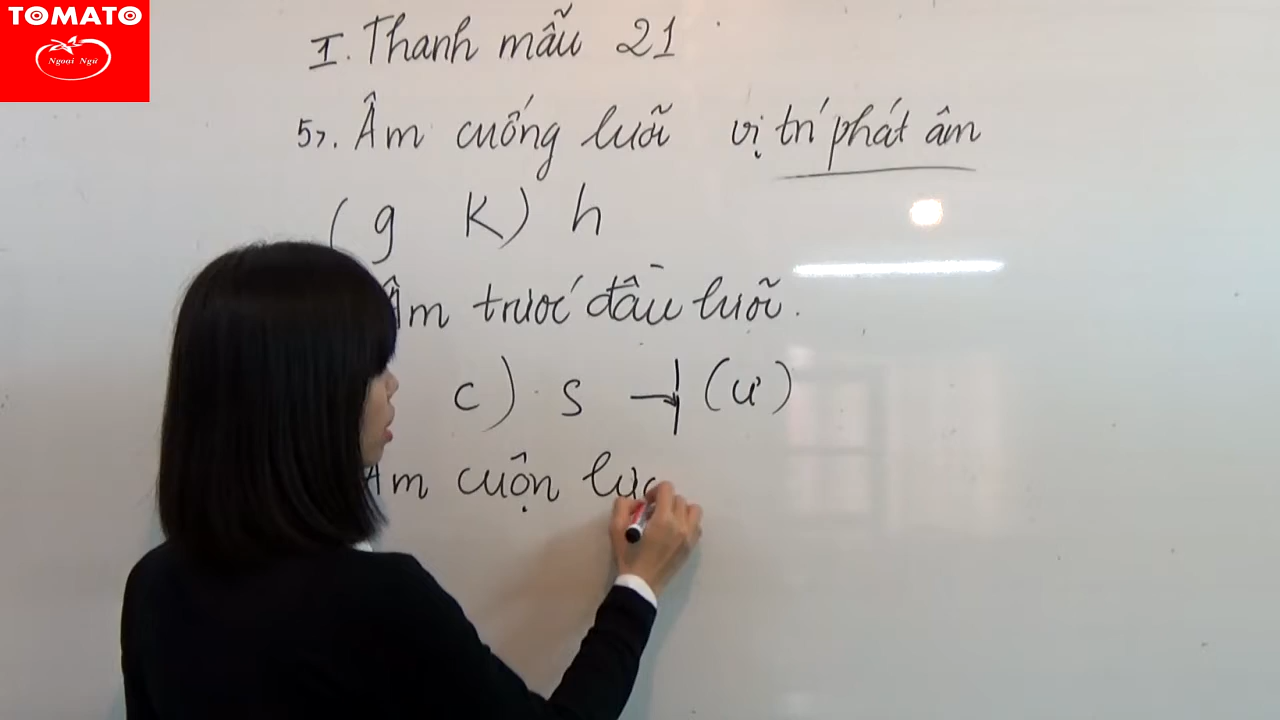 TOMATO
Ngoại Ngữ
I. Thanh mẫu 21
5>. Âm cuống lưỡi vị trí phát âm
(g K) h
Âm trước đầu lưỡi.
c) s → (ư)
Âm cuộn